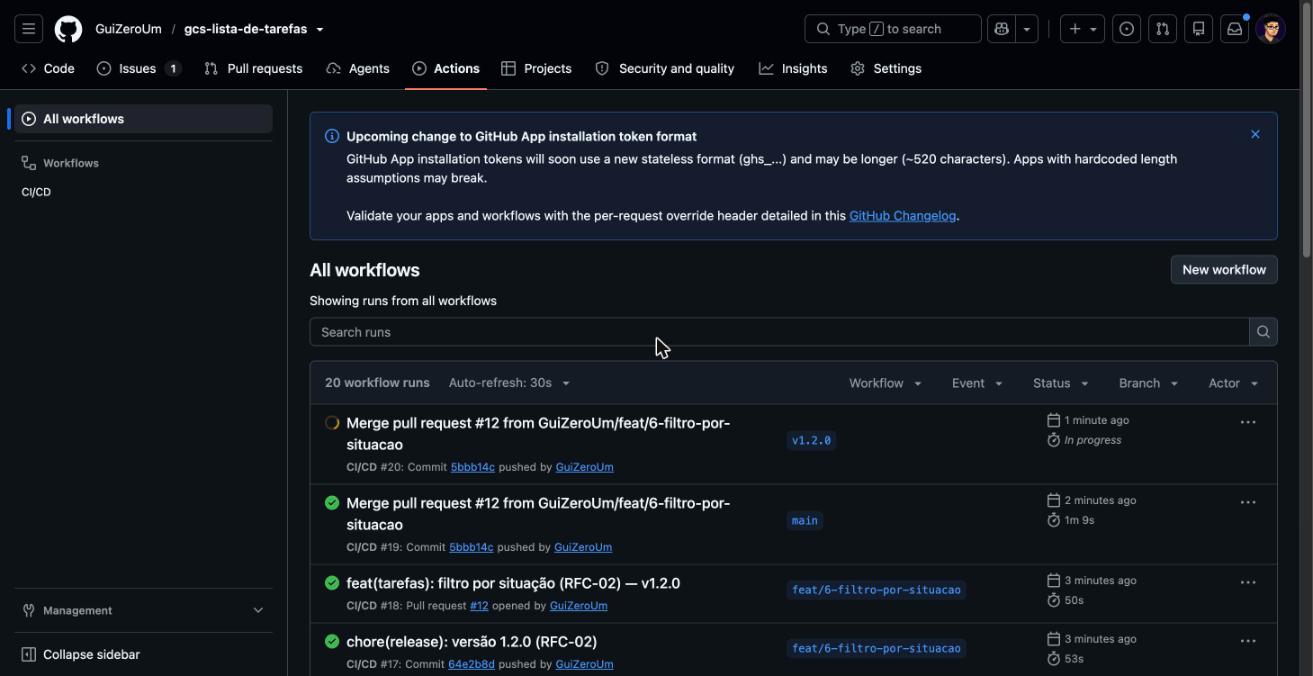 GuiZeroUm / gcs-lista-de-tarefas
Type / to search
Code
Issues 1
Pull requests
Agents
Actions
Projects
Security and quality
Insights
Settings
All workflows
Workflows
CI/CD
Management
Collapse sidebar
Upcoming change to GitHub App installation token format
GitHub App installation tokens will soon use a new stateless format (ghs_...) and may be longer (~520 characters). Apps with hardcoded length
assumptions may break.
Validate your apps and workflows with the per-request override header detailed in this GitHub Changelog.
All workflows
New workflow
Showing runs from all workflows
Search runs
20 workflow runs
Auto-refresh: 30s
Workflow
Event
Status
Branch
Actor
Merge pull request #12 from GuiZeroUm/feat/6-filtro-por-
situacao
CI/CD #20: Commit 5bbb14c pushed by GuiZeroUm
v1.2.0
1 minute ago
In progress
Merge pull request #12 from GuiZeroUm/feat/6-filtro-por-
situacao
CI/CD #19: Commit 5bbb14c pushed by GuiZeroUm
main
2 minutes ago
1m 9s
feat(tarefas): filtro por situação (RFC-02) — v1.2.0
CI/CD #18: Pull request #12 opened by GuiZeroUm
feat/6-filtro-por-situacao
3 minutes ago
50s
chore(release): versão 1.2.0 (RFC-02)
CI/CD #17: Commit 64e2b8d pushed by GuiZeroUm
feat/6-filtro-por-situacao
3 minutes ago
53s